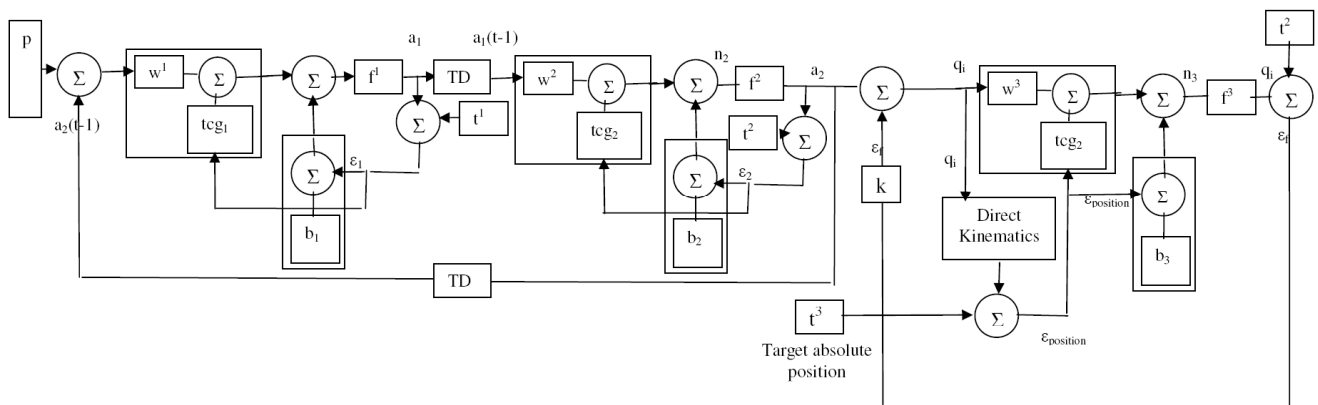 p
Σ
a₂(t-1)
w¹
Σ
tcg₁
Σ
Σ
b₁
f¹
a₁
Σ
t¹
ε₁
a₁(t-1)
TD
TD
w²
Σ
tcg₂
n₂
Σ
Σ
b₂
f²
a₂
t²
Σ
ε₂
Σ
εf
k
qi
qi
w³
Σ
tcg₂
Direct
Kinematics
t³
Target absolute
position
Σ
εposition
εposition
n₃
Σ
Σ
b₃
f³
qi
t²
Σ
εf